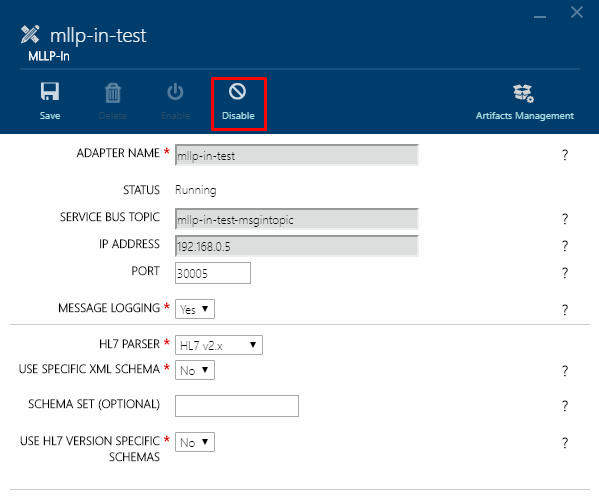 mllp-in-test
MLLP-In
Save Delete Enable Disable Artifacts Management
ADAPTER NAME * mllp-in-test ?
STATUS Running
SERVICE BUS TOPIC mllp-in-test-msgintopic ?
IP ADDRESS 192.168.0.5 ?
PORT 30005 ?
MESSAGE LOGGING * Yes ?
HL7 PARSER * HL7 v2.x
USE SPECIFIC XML SCHEMA * No ?
SCHEMA SET (OPTIONAL) ?
USE HL7 VERSION SPECIFIC * No ?
SCHEMAS